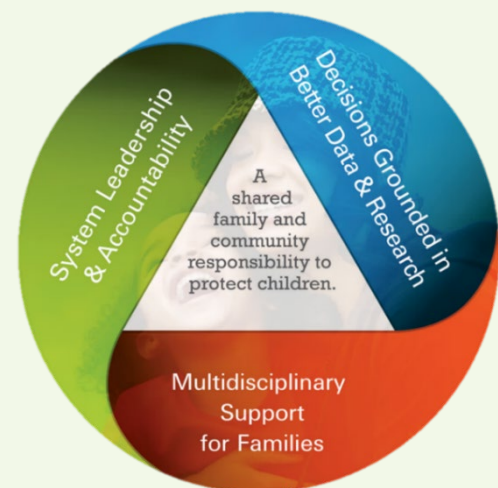 System Leadership
& Accountability
Decisions Grounded in
Better Data & Research
A
shared
family and
community
responsibility to
protect children.
Multidisciplinary
Support
for Families